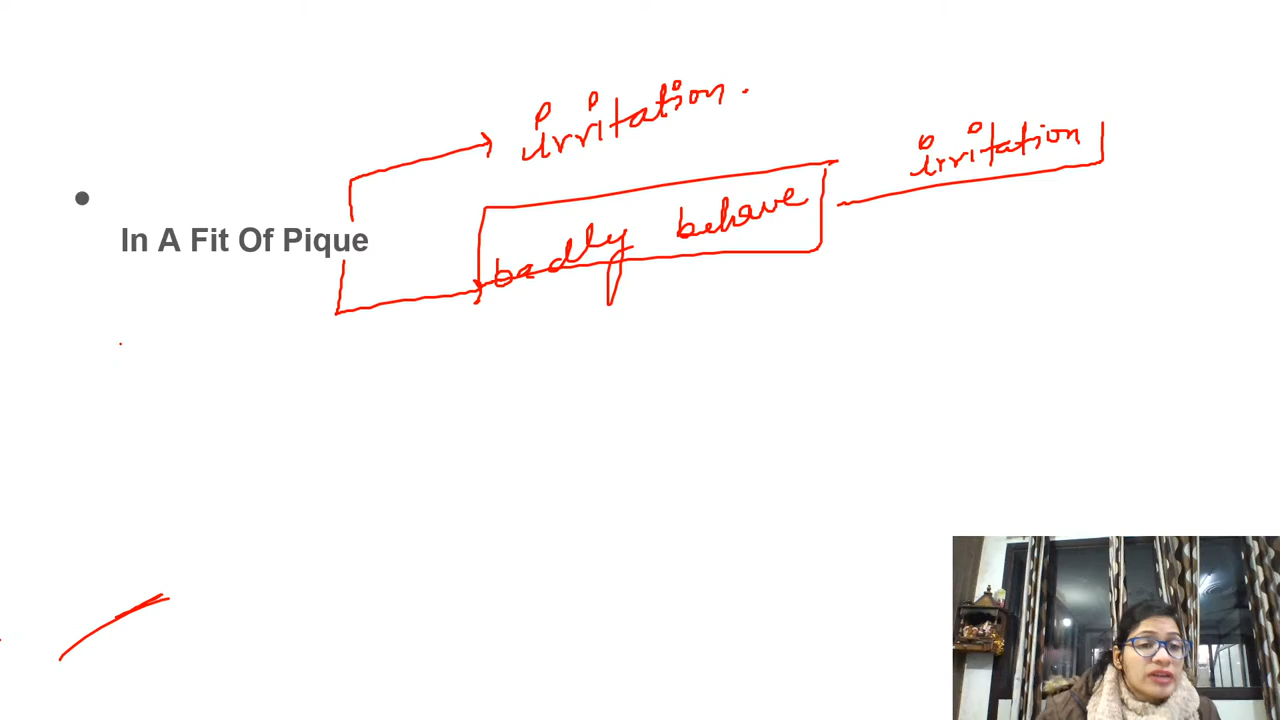 irritation.
irritation
badly behave
In A Fit Of Pique